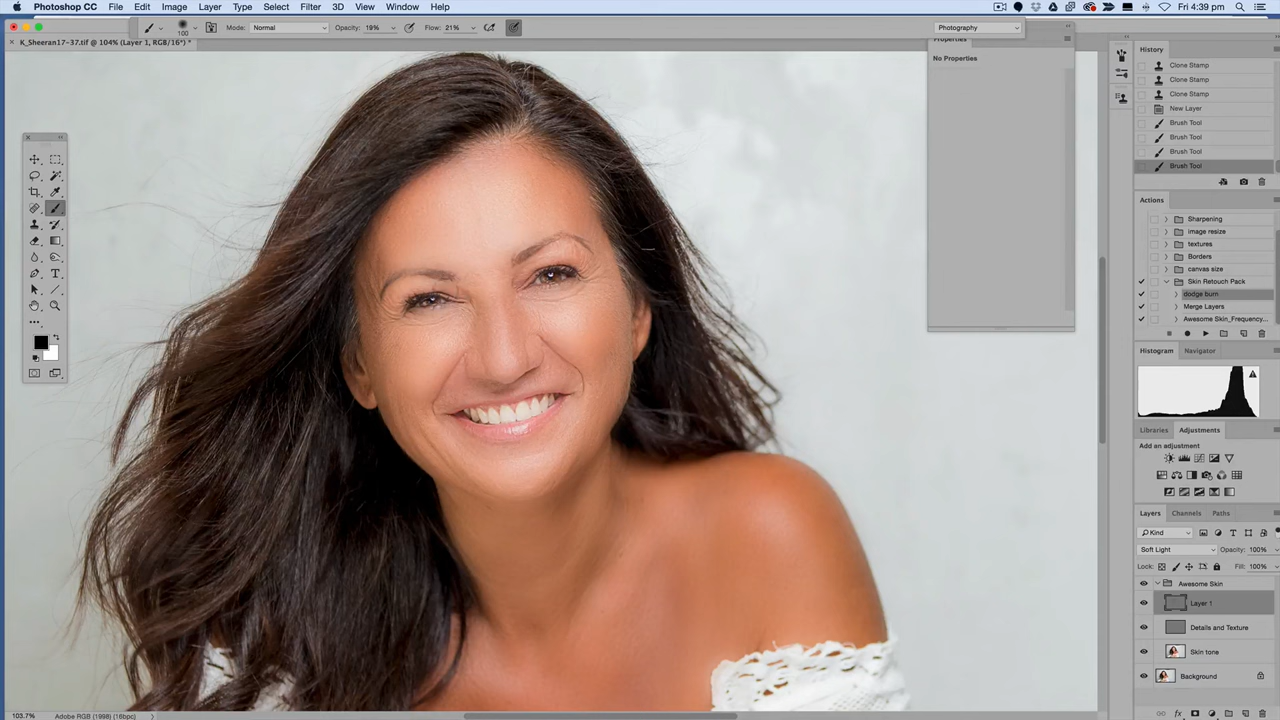 Photoshop CC File Edit Image Layer Type Select Filter 3D View Window Help Fri 4:39 pm
100 Mode: Normal Opacity: 19% Flow: 21% Photography
K_Sheeran17-37.tif @ 104% (Layer 1, RGB/16*) *
Properties
No Properties
History
Clone Stamp
Clone Stamp
Clone Stamp
New Layer
Brush Tool
Brush Tool
Brush Tool
Brush Tool
Actions
Sharpening
image resize
textures
Borders
canvas size
Skin Retouch Pack
dodge burn
Merge Layers
Awesome Skin_Frequency...
Histogram Navigator
Libraries Adjustments
Add an adjustment
Layers Channels Paths
Kind
Soft Light Opacity: 100%
Lock: Fill: 100%
Awesome Skin
Layer 1
Details and Texture
Skin tone
Background
fx
103.7% Adobe RGB (1998) (16bpc)